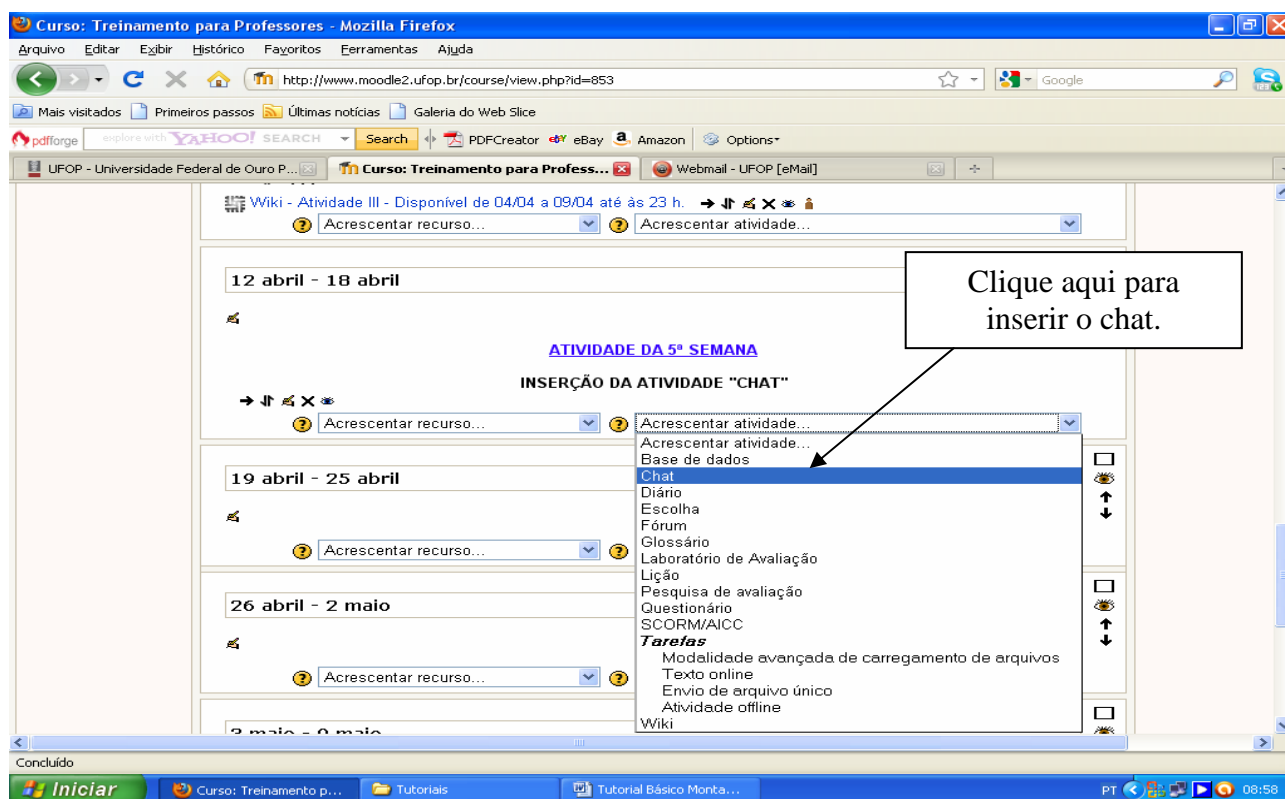 Curso: Treinamento para Professores - Mozilla Firefox
Arquivo Editar Exibir Histórico Favoritos Ferramentas Ajuda
http://www.moodle2.ufop.br/course/view.php?id=853
Google
Mais visitados Primeiros passos Últimas notícias Galeria do Web Slice
pdfforge explore with YAHOO! SEARCH Search PDFCreator eBay Amazon Options
UFOP - Universidade Federal de Ouro P... Curso: Treinamento para Profess... Webmail - UFOP [eMail]
Wiki - Atividade III - Disponível de 04/04 a 09/04 até às 23 h.
Acrescentar recurso... Acrescentar atividade...
12 abril - 18 abril
Clique aqui para
inserir o chat.
ATIVIDADE DA 5ª SEMANA
INSERÇÃO DA ATIVIDADE "CHAT"
Acrescentar recurso... Acrescentar atividade...
Acrescentar atividade...
Base de dados
Chat
Diário
Escolha
Fórum
Glossário
Laboratório de Avaliação
Lição
Pesquisa de avaliação
Questionário
SCORM/AICC
Tarefas
Modalidade avançada de carregamento de arquivos
Texto online
Envio de arquivo único
Atividade offline
Wiki
19 abril - 25 abril
Acrescentar recurso...
26 abril - 2 maio
Acrescentar recurso...
3 maio - 9 maio
Concluído
Iniciar Curso: Treinamento p... Tutoriais Tutorial Básico Monta... PT 08:58